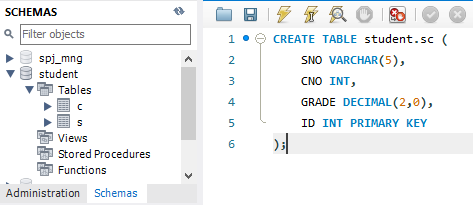 SCHEMAS
Filter objects
spj_mng
student
Tables
c
s
Views
Stored Procedures
Functions
Administration Schemas
1 CREATE TABLE student.sc (
2 SNO VARCHAR(5),
3 CNO INT,
4 GRADE DECIMAL(2,0),
5 ID INT PRIMARY KEY
6 );